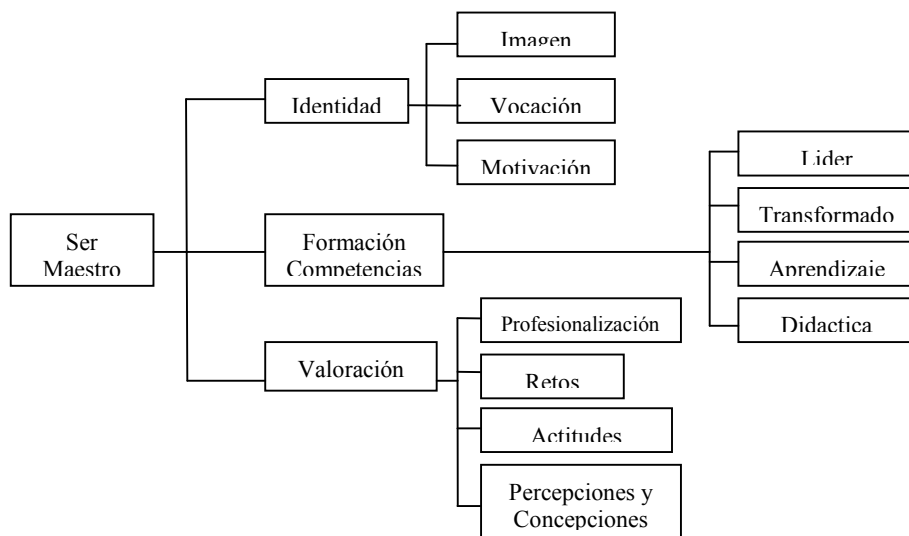 Ser
Maestro
Identidad
Imagen
Vocación
Motivación
Formación
Competencias
Lider
Transformado
Aprendizaje
Didactica
Valoración
Profesionalización
Retos
Actitudes
Percepciones y
Concepciones